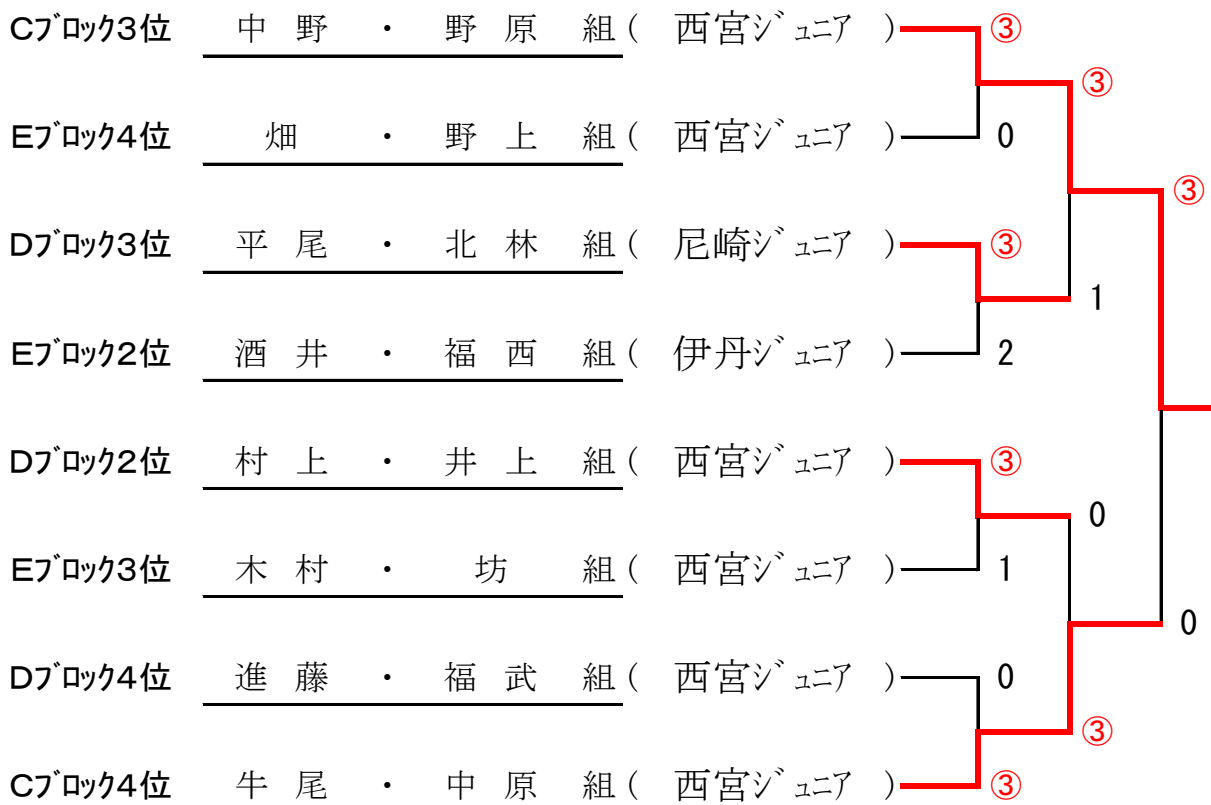 Cブロック3位 中野・野原 組( 西宮ジュニア ) ③
③
Eブロック4位 畑・野上 組( 西宮ジュニア ) 0
③
Dブロック3位 平尾・北林 組( 尼崎ジュニア ) ③
1
Eブロック2位 酒井・福西 組( 伊丹ジュニア ) 2
Dブロック2位 村上・井上 組( 西宮ジュニア ) ③
0
Eブロック3位 木村・坊 組( 西宮ジュニア ) 1
0
Dブロック4位 進藤・福武 組( 西宮ジュニア ) 0
③
Cブロック4位 牛尾・中原 組( 西宮ジュニア ) ③